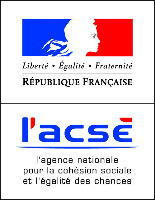 Liberté • Égalité • Fraternité
RÉPUBLIQUE FRANÇAISE
l'acsé
l'agence nationale
pour la cohésion sociale
et l'égalité des chances